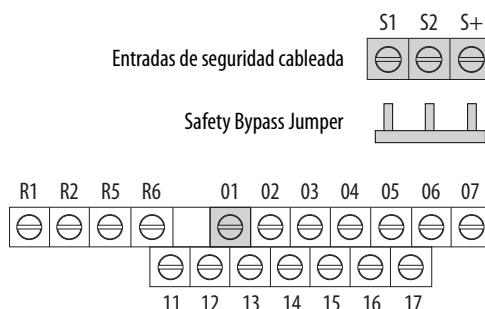 S1 S2 S+
Entradas de seguridad cableada
Safety Bypass Jumper
R1 R2 R5 R6 01 02 03 04 05 06 07
11 12 13 14 15 16 17